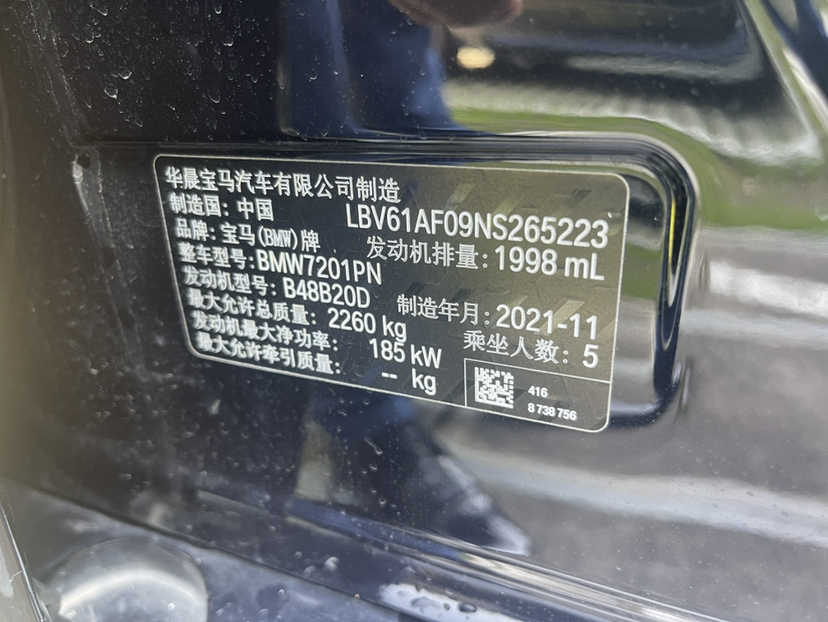 华晨宝马汽车有限公司制造
制造国：中国 LBV61AF09NS265223
品牌：宝马(BMW)牌 发动机排量：1998 mL
整车型号：BMW7201PN
发动机型号：B48B20D 制造年月：2021-11
最大允许总质量： 2260 kg 乘坐人数： 5
发动机最大净功率： 185 kW
最大允许牵引质量： -- kg
416
8 738 756